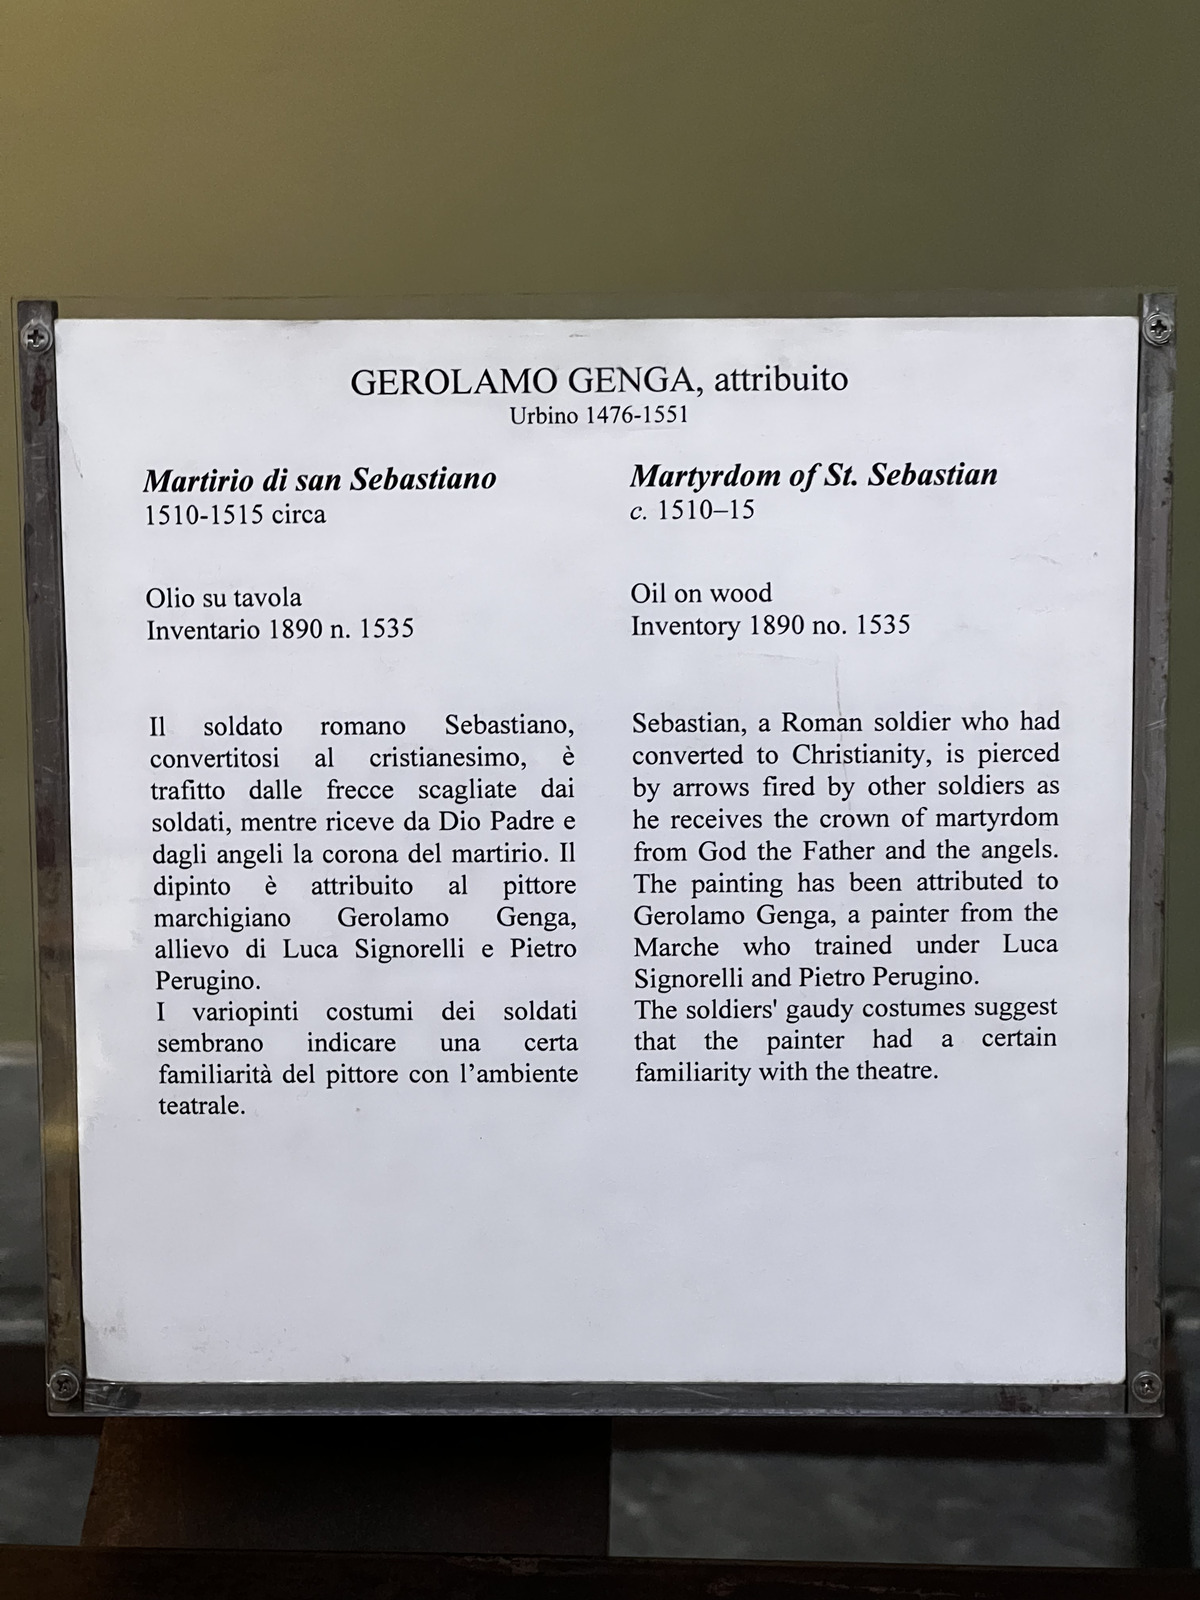 GEROLAMO GENGA, attribuito
Urbino 1476-1551
Martirio di san Sebastiano
1510-1515 circa
Olio su tavola
Inventario 1890 n. 1535
Il soldato romano Sebastiano,
convertitosi al cristianesimo, è
trafitto dalle frecce scagliate dai
soldati, mentre riceve da Dio Padre e
dagli angeli la corona del martirio. Il
dipinto è attribuito al pittore
marchigiano Gerolamo Genga,
allievo di Luca Signorelli e Pietro
Perugino.
I variopinti costumi dei soldati
sembrano indicare una certa
familiarità del pittore con l’ambiente
teatrale.
Martyrdom of St. Sebastian
c. 1510–15
Oil on wood
Inventory 1890 no. 1535
Sebastian, a Roman soldier who had
converted to Christianity, is pierced
by arrows fired by other soldiers as
he receives the crown of martyrdom
from God the Father and the angels.
The painting has been attributed to
Gerolamo Genga, a painter from the
Marche who trained under Luca
Signorelli and Pietro Perugino.
The soldiers' gaudy costumes suggest
that the painter had a certain
familiarity with the theatre.